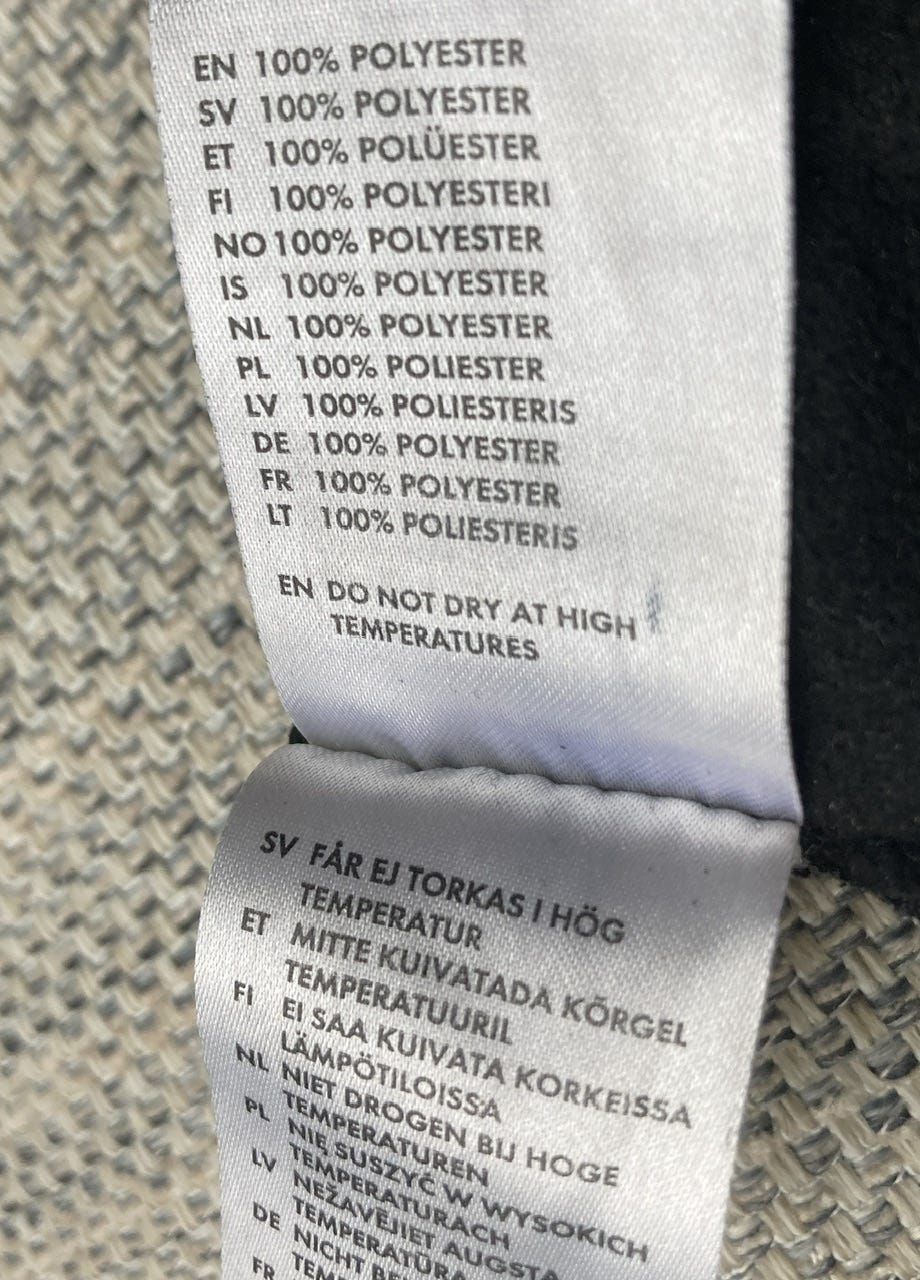 EN 100% POLYESTER
SV 100% POLYESTER
ET 100% POLÜESTER
FI 100% POLYESTERI
NO 100% POLYESTER
IS 100% POLYESTER
NL 100% POLYESTER
PL 100% POLIESTER
LV 100% POLIESTERIS
DE 100% POLYESTER
FR 100% POLYESTER
LT 100% POLIESTERIS
EN DO NOT DRY AT HIGH
TEMPERATURES
SV FÅR EJ TORKAS I HÖG
TEMPERATUR
ET MITTE KUIVATADA KÕRGEL
TEMPERATUURIL
FI EI SAA KUIVATA KORKEISSA
LÄMPÖTILOISSA
NL NIET DROGEN BIJ HOGE
TEMPERATUREN
PL NIE SUSZYĆ W WYSOKICH
TEMPERATURACH
LV NEŽĀVĒJIET AUGSTA
TEMPERATŪRA
DE NICHT
FR